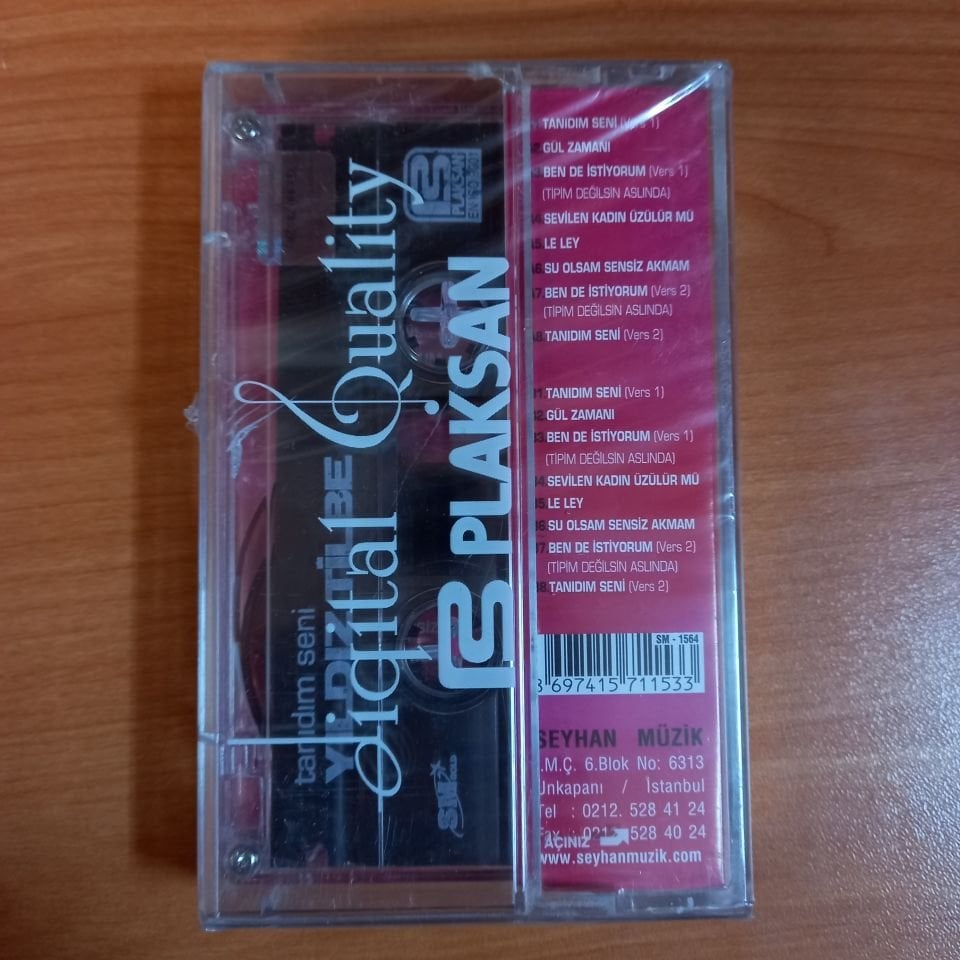 TANIDIM SENİ (Vers 1)
GÜL ZAMANI
BEN DE İSTİYORUM (Vers 1)
(TİPİM DEĞİLSİN ASLINDA)
SEVİLEN KADIN ÜZÜLÜR MÜ
LE LEY
SU OLSAM SENSİZ AKMAM
BEN DE İSTİYORUM (Vers 2)
(TİPİM DEĞİLSİN ASLINDA)
TANIDIM SENİ (Vers 2)
TANIDIM SENİ (Vers 1)
GÜL ZAMANI
BEN DE İSTİYORUM (Vers 1)
(TİPİM DEĞİLSİN ASLINDA)
SEVİLEN KADIN ÜZÜLÜR MÜ
LE LEY
SU OLSAM SENSİZ AKMAM
BEN DE İSTİYORUM (Vers 2)
(TİPİM DEĞİLSİN ASLINDA)
TANIDIM SENİ (Vers 2)
SM - 1564
8 697415 711533
SEYHAN MÜZİK
İ.M.Ç. 6.Blok No: 6313
Unkapanı / İstanbul
Tel : 0212. 528 41 24
Fax : 0212. 528 40 24
AÇINIZ
www.seyhanmuzik.com
tanıdım seni
YILDIZ TİLBE
Digital Quality
PLAKSAN
PLAKSAN
SM GOLD